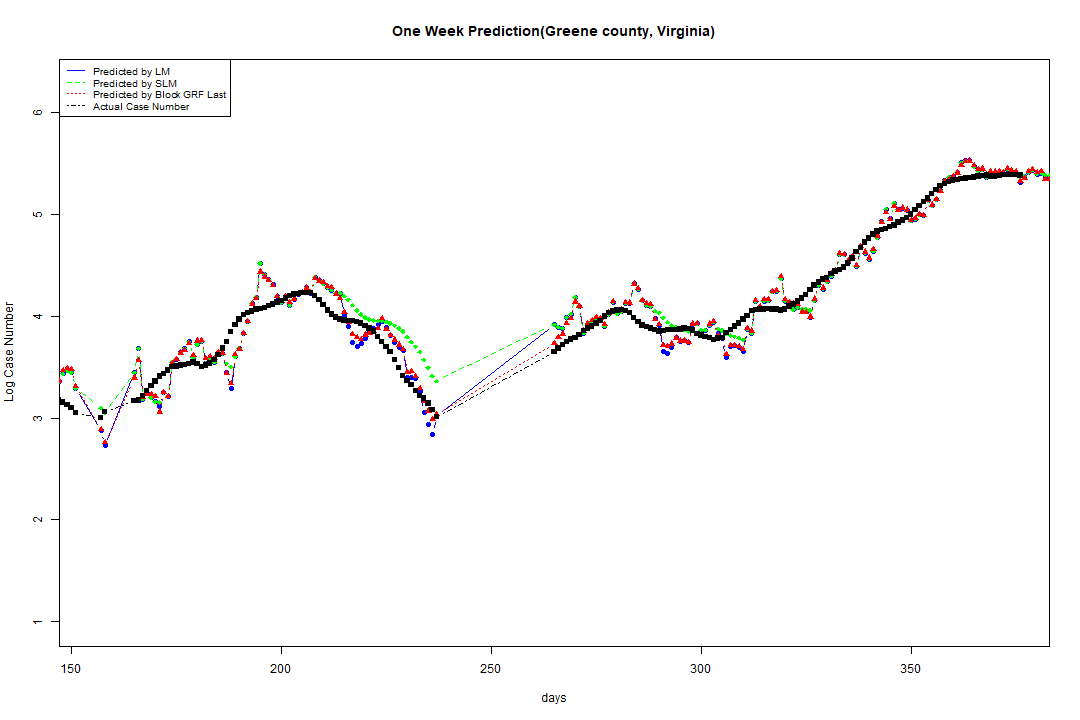 One Week Prediction(Greene county, Virginia)
Predicted by LM
Predicted by SLM
Predicted by Block GRF Last
Actual Case Number
Log Case Number
6
5
4
3
2
1
150 200 250 300 350
days